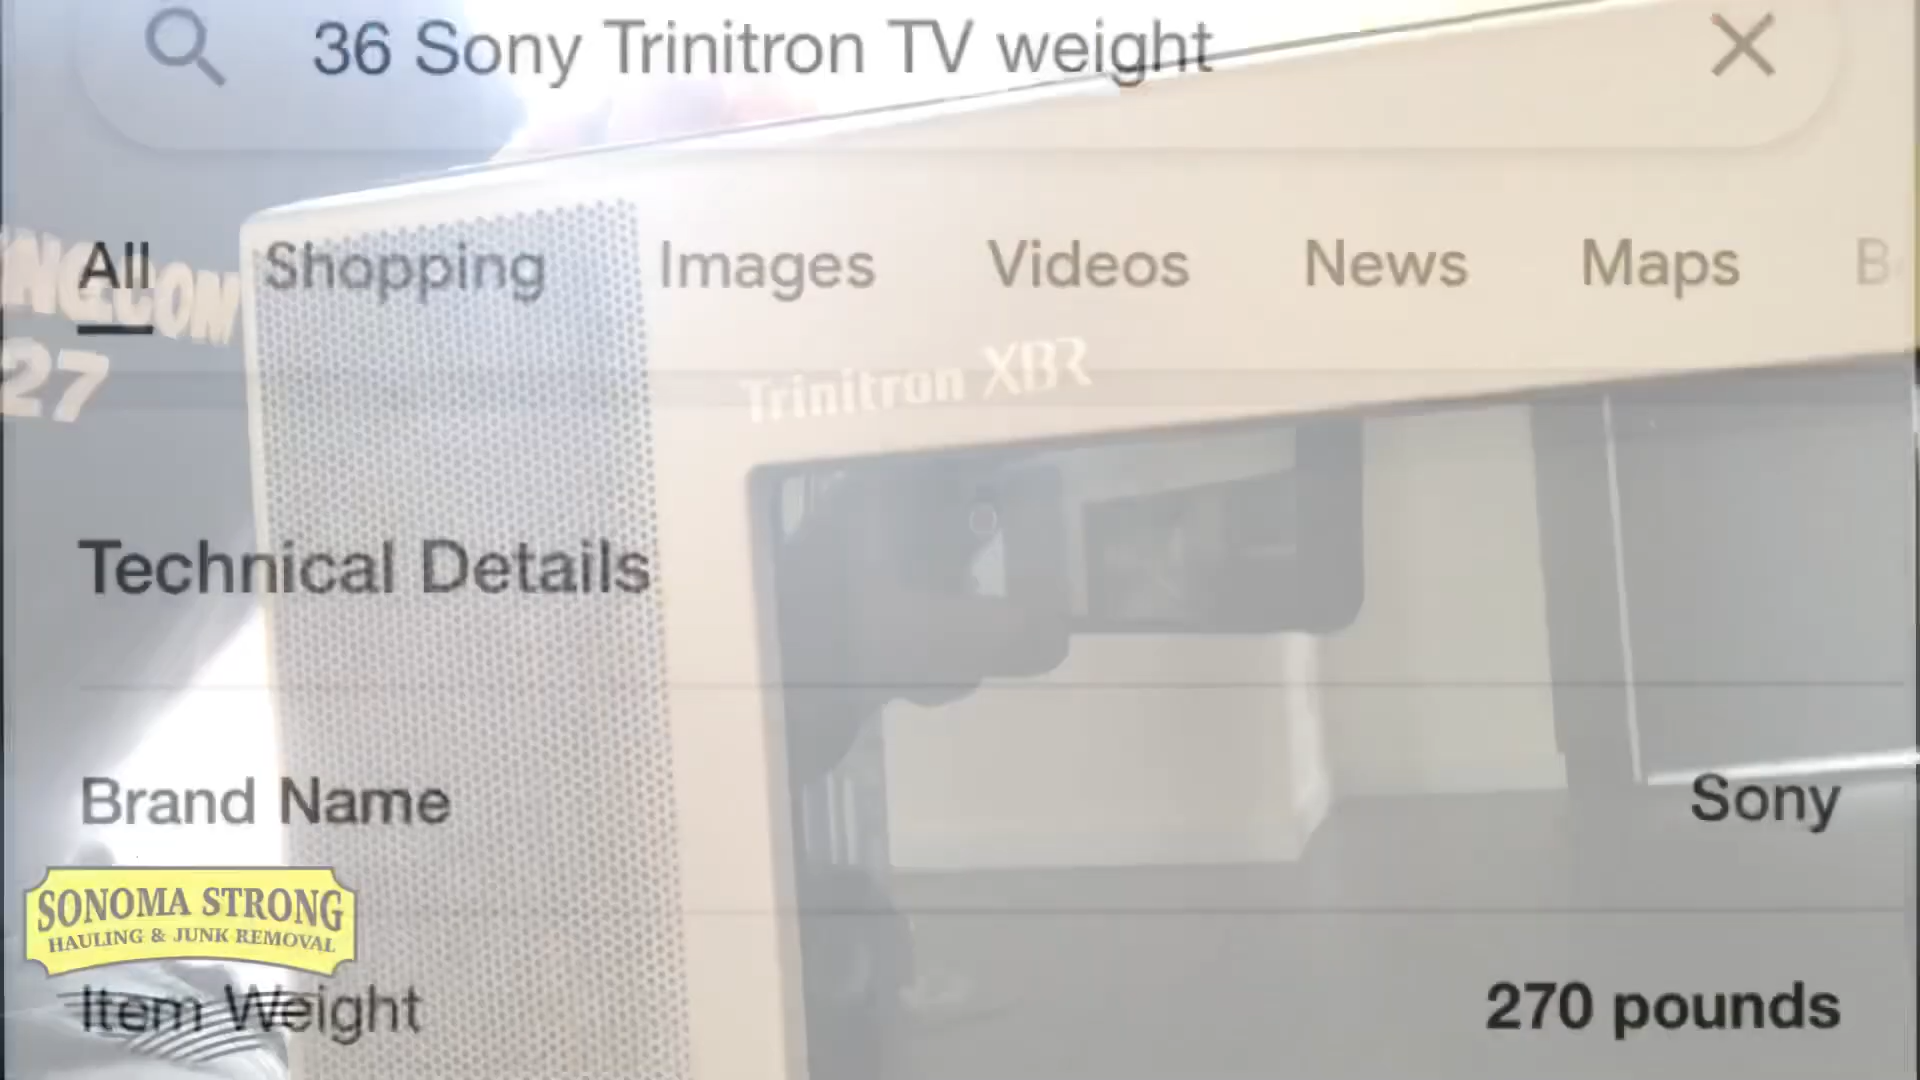 36 Sony Trinitron TV weight
All Shopping Images Videos News Maps
27
Trinitron XBR
Technical Details
Brand Name Sony
SONOMA STRONG
HAULING & JUNK REMOVAL
Item Weight 270 pounds